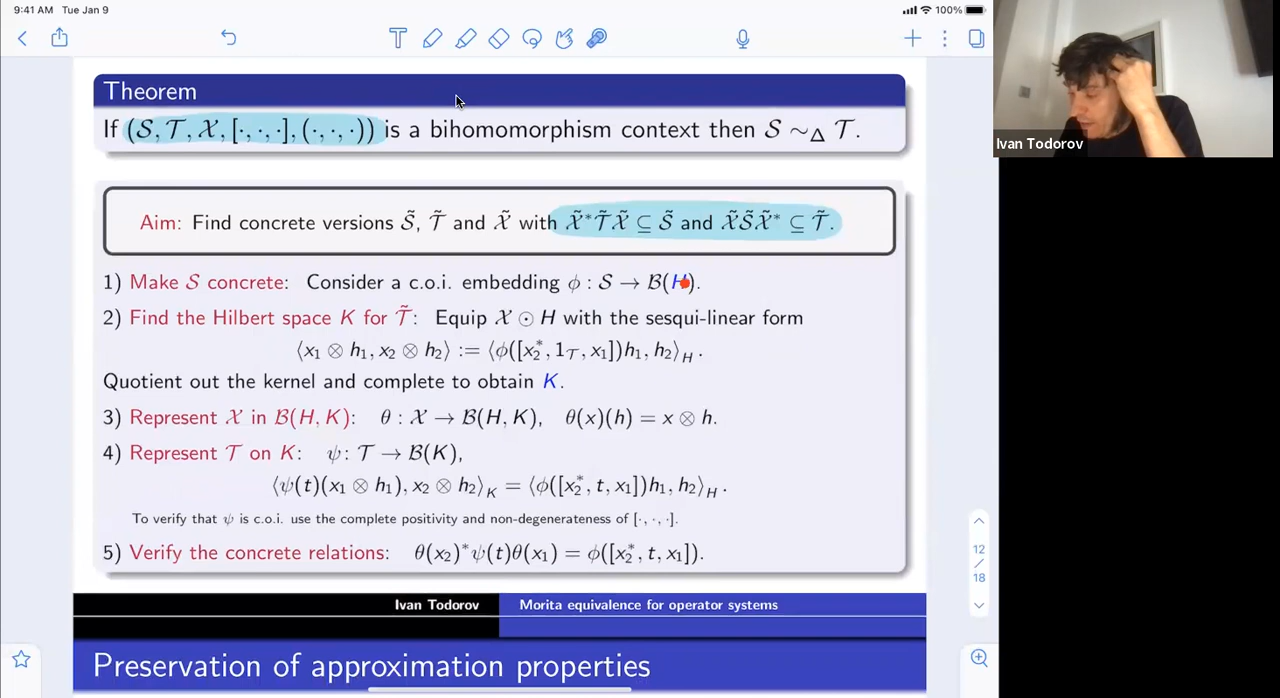 9:41 AM Tue Jan 9
100%
Theorem
If (𝒮, 𝒯, 𝒳, [·, ·, ·], (·, ·, ·)) is a bihomomorphism context then 𝒮 ∼_Δ 𝒯.
Ivan Todorov
Aim: Find concrete versions 𝒮̃, 𝒯̃ and 𝒳̃ with 𝒳̃*𝒯̃𝒳̃ ⊆ 𝒮̃ and 𝒳̃𝒮̃𝒳̃* ⊆ 𝒯̃.
1) Make 𝒮 concrete: Consider a c.o.i. embedding ϕ : 𝒮 → ℬ(H).
2) Find the Hilbert space K for 𝒯̃: Equip 𝒳 ⊙ H with the sesqui-linear form
⟨x₁ ⊗ h₁, x₂ ⊗ h₂⟩ := ⟨ϕ([x₂*, 1_𝒯, x₁])h₁, h₂⟩_H .
Quotient out the kernel and complete to obtain K.
3) Represent 𝒳 in ℬ(H, K): θ : 𝒳 → ℬ(H, K), θ(x)(h) = x ⊗ h.
4) Represent 𝒯 on K: ψ : 𝒯 → ℬ(K),
⟨ψ(t)(x₁ ⊗ h₁), x₂ ⊗ h₂⟩_K = ⟨ϕ([x₂*, t, x₁])h₁, h₂⟩_H .
To verify that ψ is c.o.i. use the complete positivity and non-degenerateness of [·, ·, ·].
5) Verify the concrete relations: θ(x₂)*ψ(t)θ(x₁) = ϕ([x₂*, t, x₁]).
12
/
18
Ivan Todorov Morita equivalence for operator systems
Preservation of approximation properties